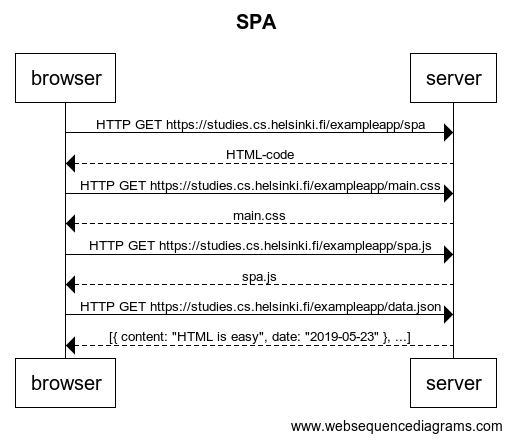 SPA
browser server
HTTP GET https://studies.cs.helsinki.fi/exampleapp/spa
HTML-code
HTTP GET https://studies.cs.helsinki.fi/exampleapp/main.css
main.css
HTTP GET https://studies.cs.helsinki.fi/exampleapp/spa.js
spa.js
HTTP GET https://studies.cs.helsinki.fi/exampleapp/data.json
[{ content: "HTML is easy", date: "2019-05-23" }, ...]
browser server
www.websequencediagrams.com